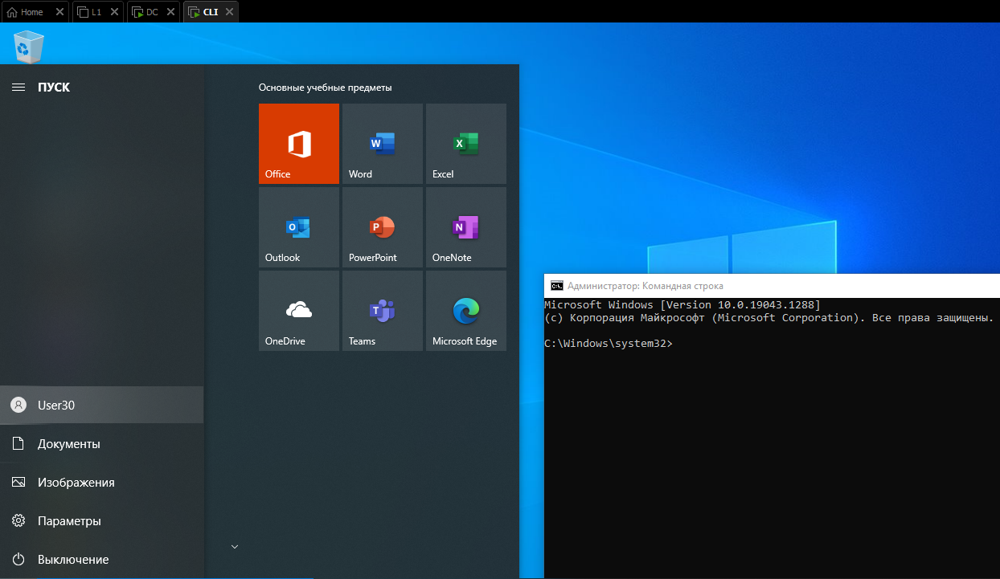 Home
L1
DC
CLI
ПУСК
Основные учебные предметы
Office
Word
Excel
Outlook
PowerPoint
OneNote
OneDrive
Teams
Microsoft Edge
User30
Документы
Изображения
Параметры
Выключение
Администратор: Командная строка
Microsoft Windows [Version 10.0.19043.1288]
(c) Корпорация Майкрософт (Microsoft Corporation). Все права защищены.
C:\Windows\system32>